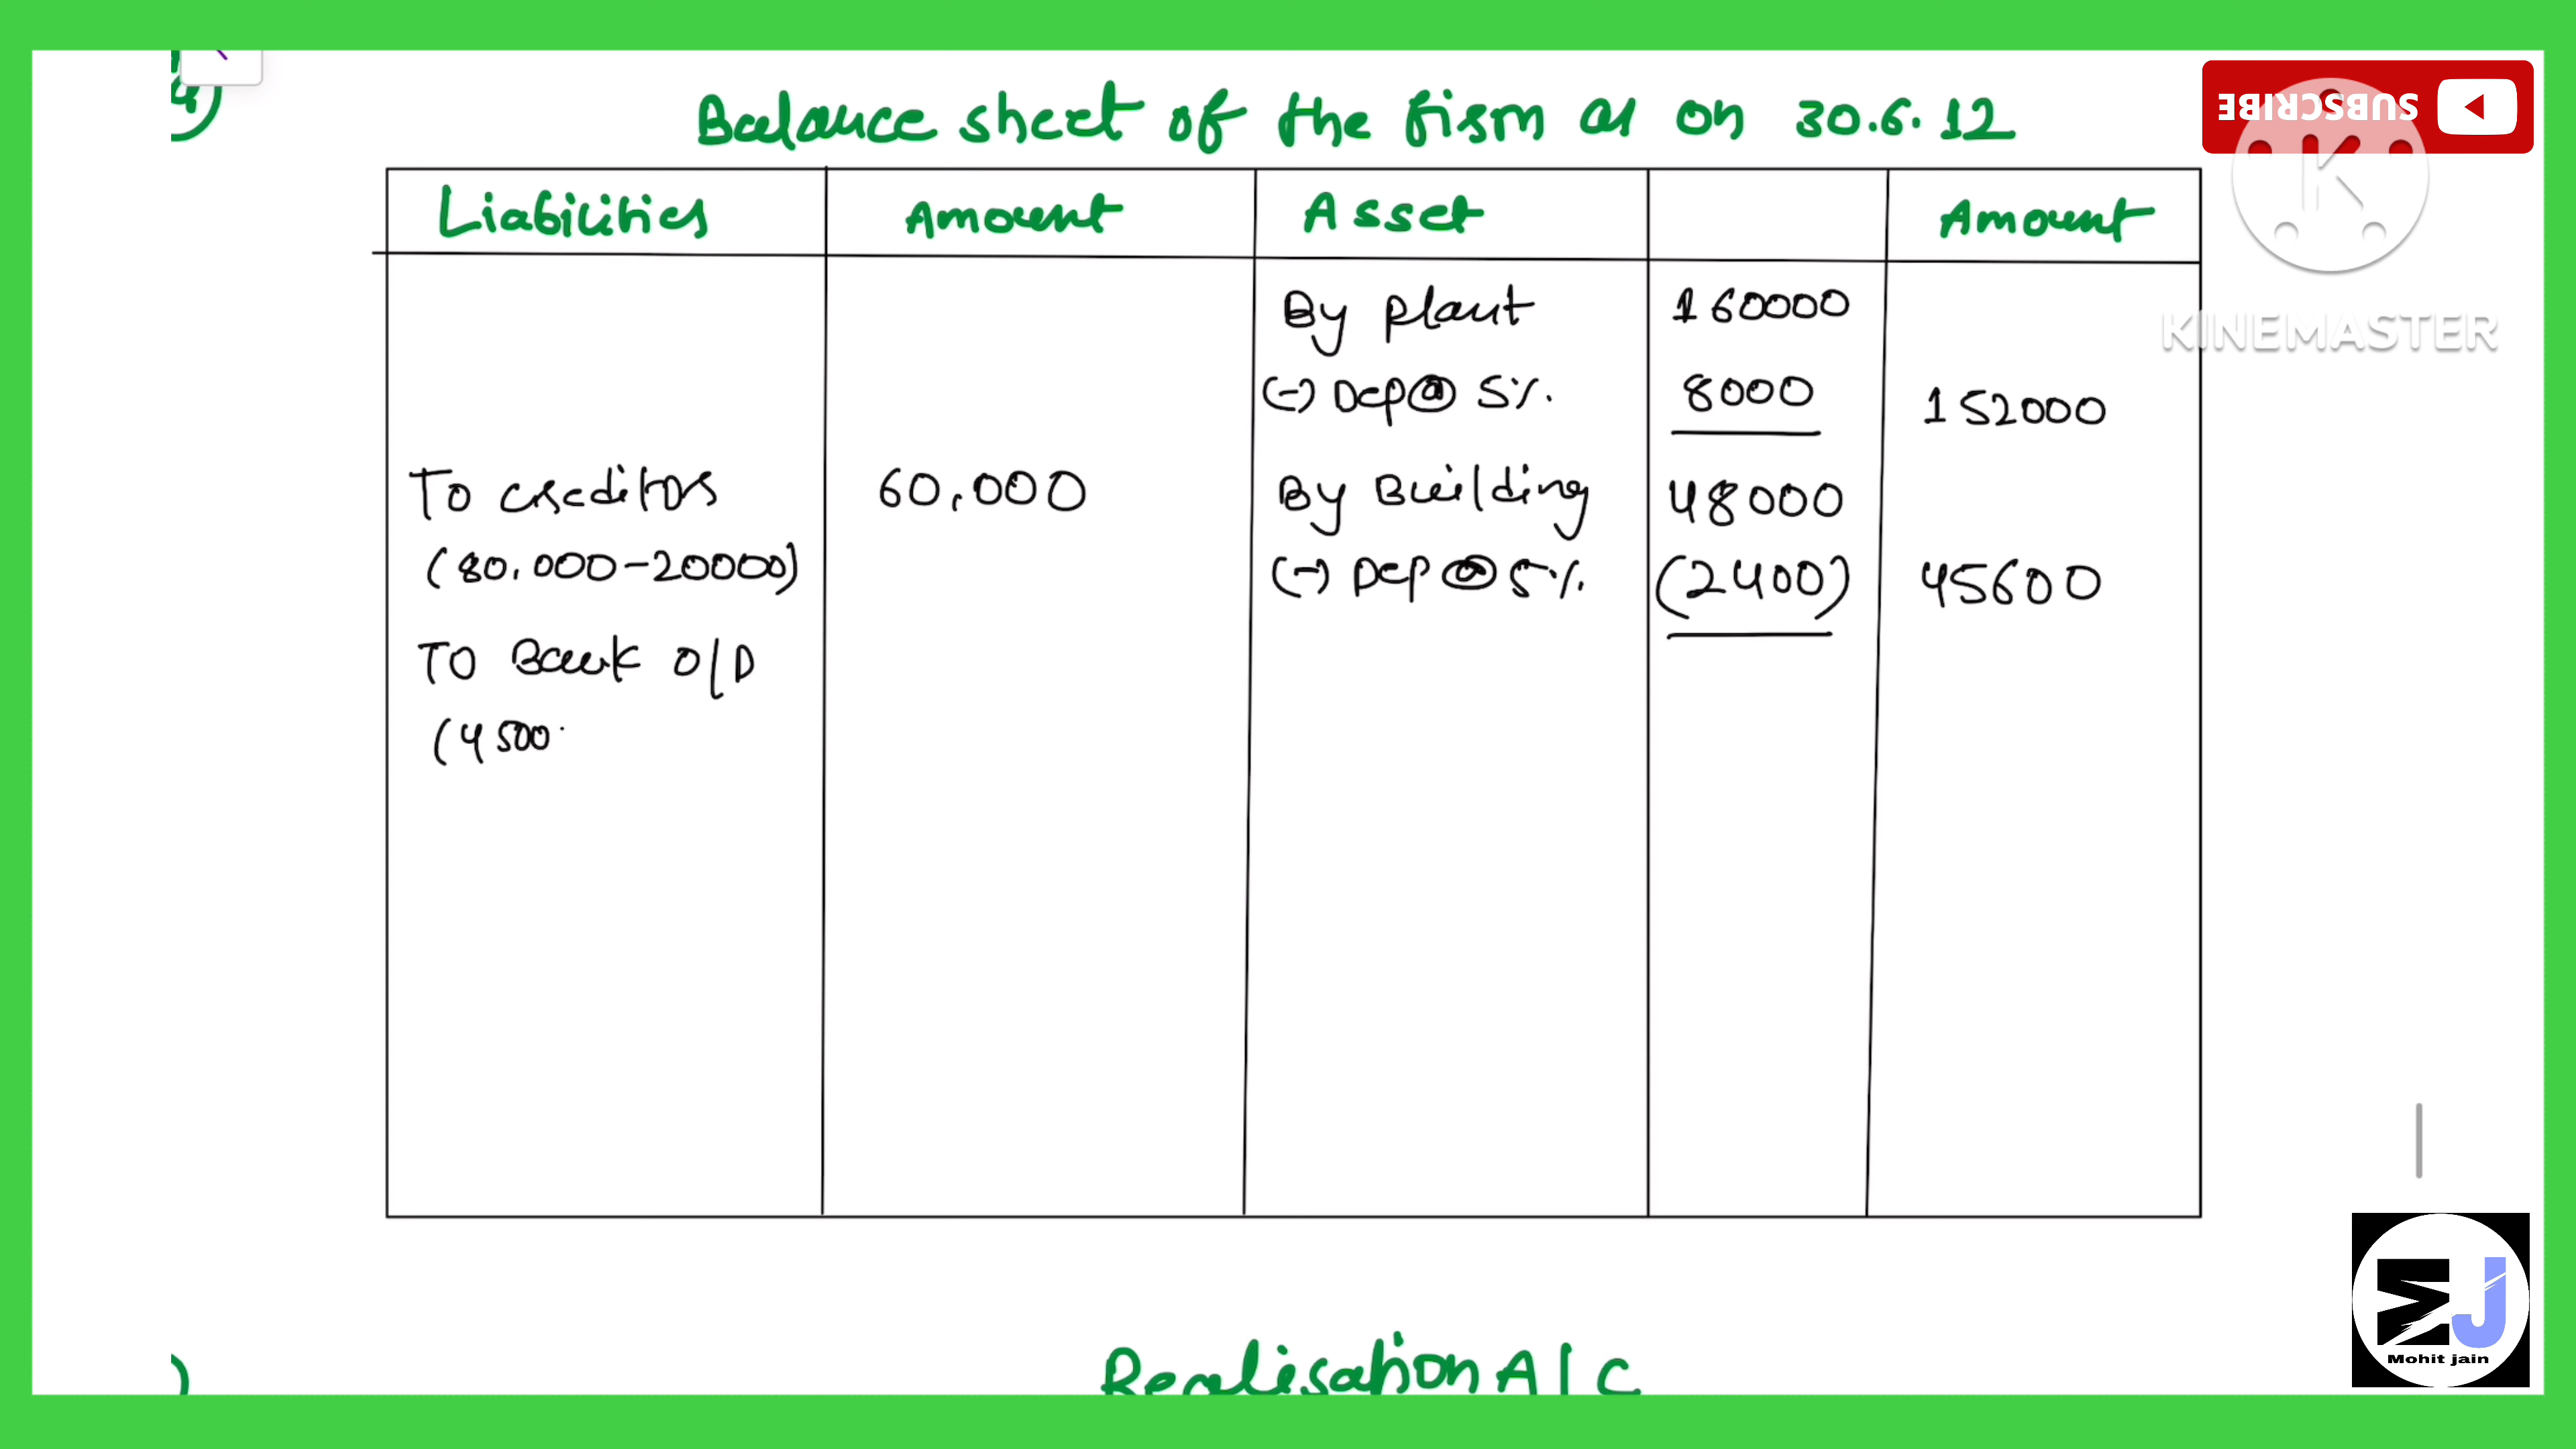 4)
Balance sheet of the firm as on 30.6.12
SUBSCRIBE
K
KINEMASTER
Liabilities Amount Asset Amount
By plant 160000
(-) Dep@ 5%. 8000 152000
To creditors 60,000 By Building 48000
(80,000-20000) (-) Dep@ 5% (2400) 45600
TO Bank O/D
(4500
Realisation A/C
MJ
Mohit jain